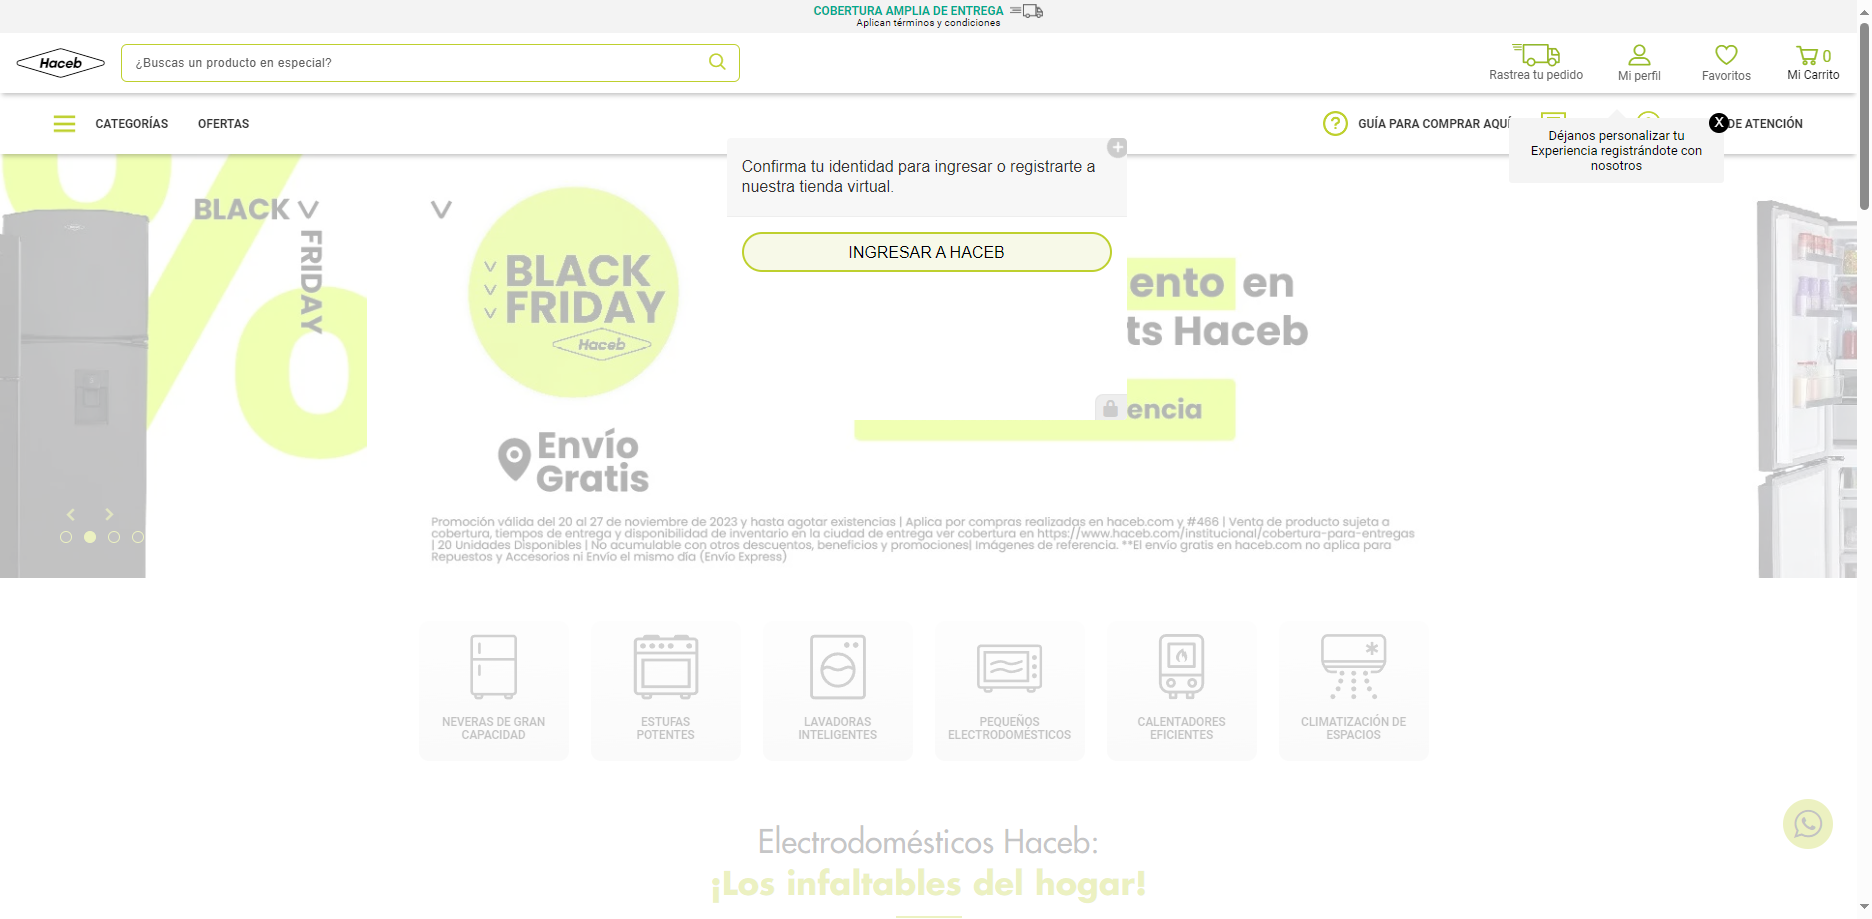 COBERTURA AMPLIA DE ENTREGA
Aplican términos y condiciones
Haceb
¿Buscas un producto en especial?
Rastrea tu pedido
Mi perfil
Favoritos
0
Mi Carrito
CATEGORÍAS
OFERTAS
GUÍA PARA COMPRAR AQUÍ
DE ATENCIÓN
X
Déjanos personalizar tu
Experiencia registrándote con
nosotros
Confirma tu identidad para ingresar o registrarte a
nuestra tienda virtual.
INGRESAR A HACEB
%
BLACK
FRIDAY
BLACK
FRIDAY
Haceb
Envío
Gratis
ento en
ts Haceb
encia
Promoción válida del 20 al 27 de noviembre de 2023 y hasta agotar existencias | Aplica por compras realizadas en haceb.com y #466 | Venta de producto sujeta a
cobertura, tiempos de entrega y disponibilidad de inventario en la ciudad de entrega ver cobertura en https://www.haceb.com/institucional/cobertura-para-entregas
| 20 Unidades Disponibles | No acumulable con otros descuentos, beneficios y promociones| Imágenes de referencia. **El envío gratis en haceb.com no aplica para
Repuestos y Accesorios ni Envío el mismo día (Envío Express)
NEVERAS DE GRAN
CAPACIDAD
ESTUFAS
POTENTES
LAVADORAS
INTELIGENTES
PEQUEÑOS
ELECTRODOMÉSTICOS
CALENTADORES
EFICIENTES
CLIMATIZACIÓN DE
ESPACIOS
Electrodomésticos Haceb:
¡Los infaltables del hogar!